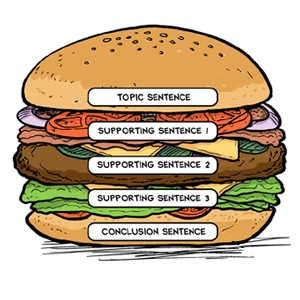 TOPIC SENTENCE
SUPPORTING SENTENCE 1
SUPPORTING SENTENCE 2
SUPPORTING SENTENCE 3
CONCLUSION SENTENCE